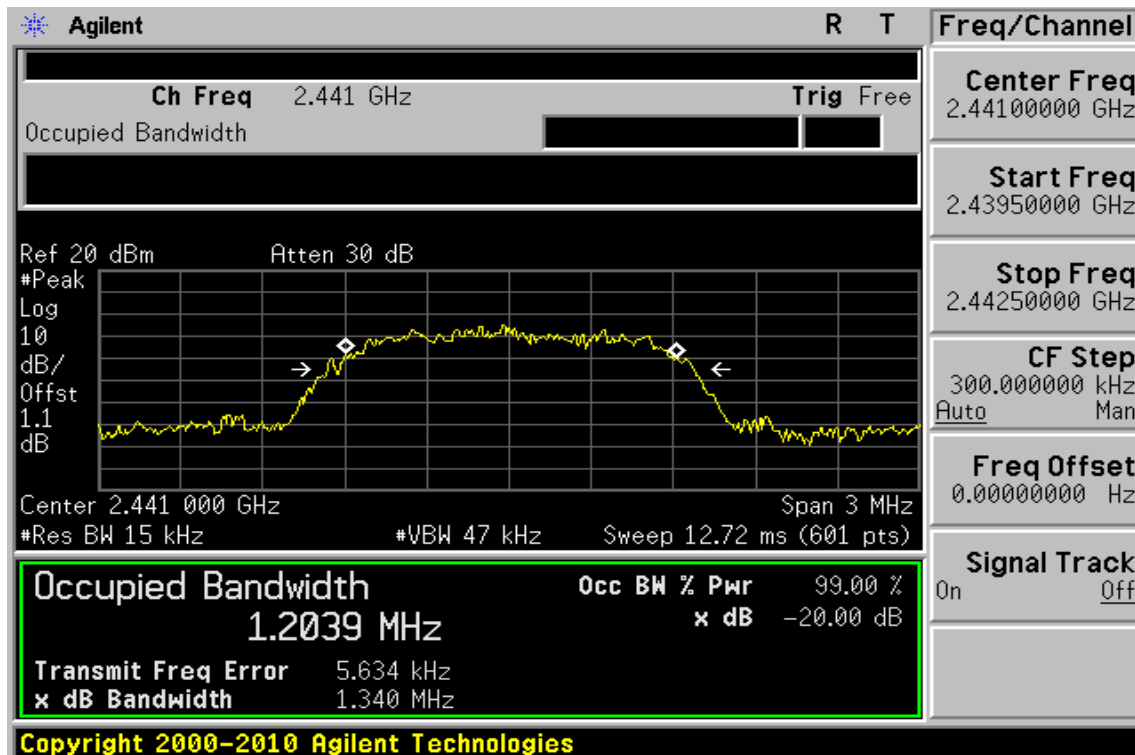 Agilent R T Freq/Channel
Ch Freq 2.441 GHz Trig Free
Occupied Bandwidth
Center Freq
2.44100000 GHz
Start Freq
2.43950000 GHz
Stop Freq
2.44250000 GHz
CF Step
300.000000 kHz
Auto Man
Freq Offset
0.00000000 Hz
Signal Track
On Off
Ref 20 dBm Atten 30 dB
#Peak
Log
10
dB/
Offst
1.1
dB
Center 2.441 000 GHz Span 3 MHz
#Res BW 15 kHz #VBW 47 kHz Sweep 12.72 ms (601 pts)
Occupied Bandwidth
1.2039 MHz
Occ BW % Pwr 99.00 %
x dB -20.00 dB
Transmit Freq Error 5.634 kHz
x dB Bandwidth 1.340 MHz
Copyright 2000-2010 Agilent Technologies